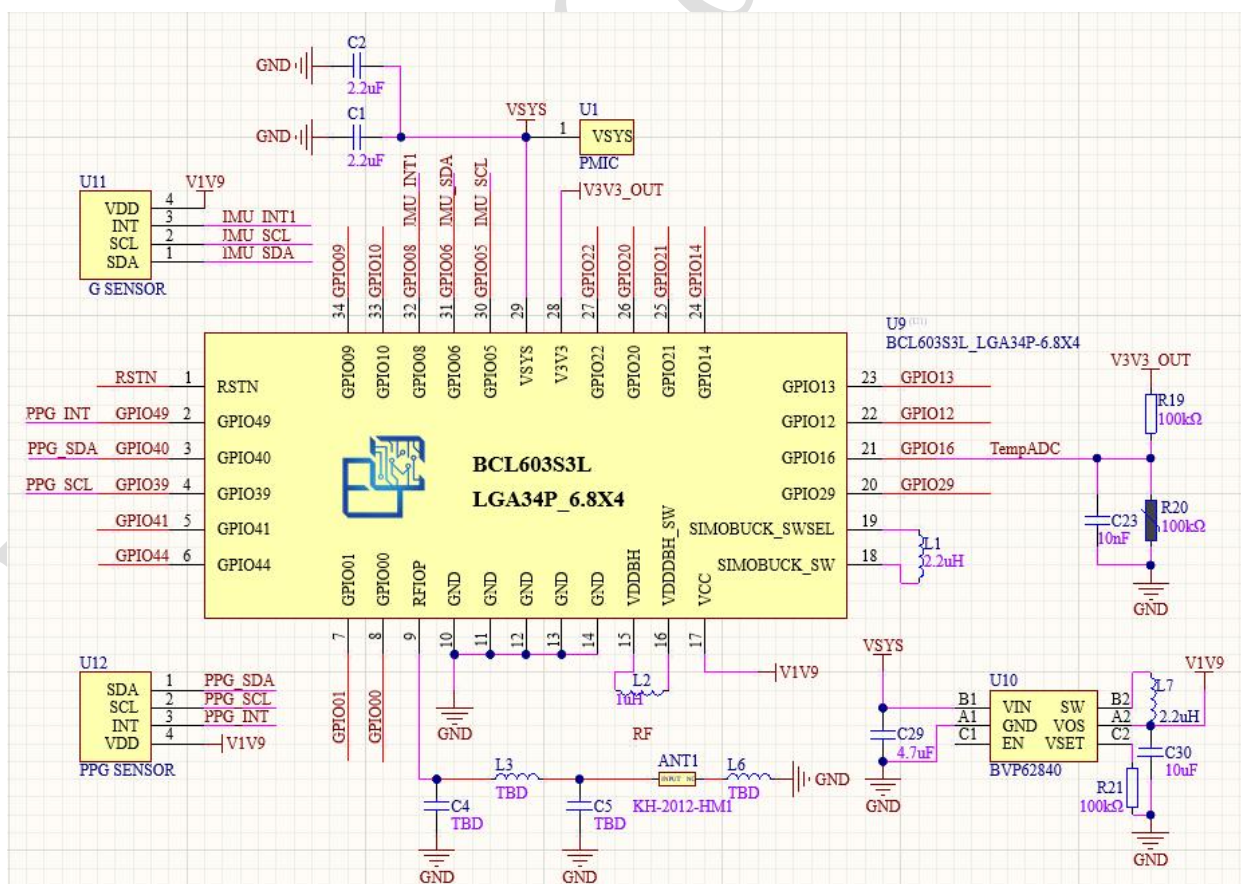 C2
GND
2.2uF
C1
GND
2.2uF
VSYS
U1
1
VSYS
PMIC
IMU_INT1
IMU_SDA
IMU_SCL
V3V3_OUT
U11
V1V9
VDD 4
INT 3 IMU_INT1
SCL 2 IMU_SCL
SDA 1 IMU_SDA
G SENSOR
GPIO09
GPIO10
GPIO08
GPIO06
GPIO05
GPIO22
GPIO20
GPIO21
GPIO14
34
33
32
31
30
29
28
27
26
25
24
GPIO09
GPIO10
GPIO08
GPIO06
GPIO05
VSYS
V3V3
GPIO22
GPIO20
GPIO21
GPIO14
U9
BCL603S3L_LGA34P-6.8X4
RSTN 1 RSTN
PPG_INT GPIO49 2 GPIO49
PPG_SDA GPIO40 3 GPIO40
PPG_SCL GPIO39 4 GPIO39
GPIO41 5 GPIO41
GPIO44 6 GPIO44
BCL603S3L
LGA34P_6.8X4
GPIO13 23 GPIO13
GPIO12 22 GPIO12
GPIO16 21 GPIO16 TempADC
GPIO29 20 GPIO29
SIMOBUCK_SWSEL 19
SIMOBUCK_SW 18
L1
2.2uH
V3V3_OUT
R19
100kΩ
C23
10nF
R20
100kΩ
GND
GPIO01
GPIO00
RFIOP
GND
GND
GND
GND
GND
VDDBH
VDDDBH_SW
VCC
7
8
9
10
11
12
13
14
15
16
17
GPIO01
GPIO00
GND
L2
1uH
V1V9
RF
U12
SDA 1 PPG_SDA
SCL 2 PPG_SCL
INT 3 PPG_INT
VDD 4 V1V9
PPG SENSOR
L3
TBD
C4
TBD
GND
C5
TBD
GND
ANT1
INPUT NC
KH-2012-HM1
L6
TBD
GND
VSYS
C29
4.7uF
GND
U10
B1 VIN SW B2
A1 GND VOS A2
C1 EN VSET C2
BVP62840
V1V9
L7
2.2uH
C30
10uF
R21
100kΩ
GND